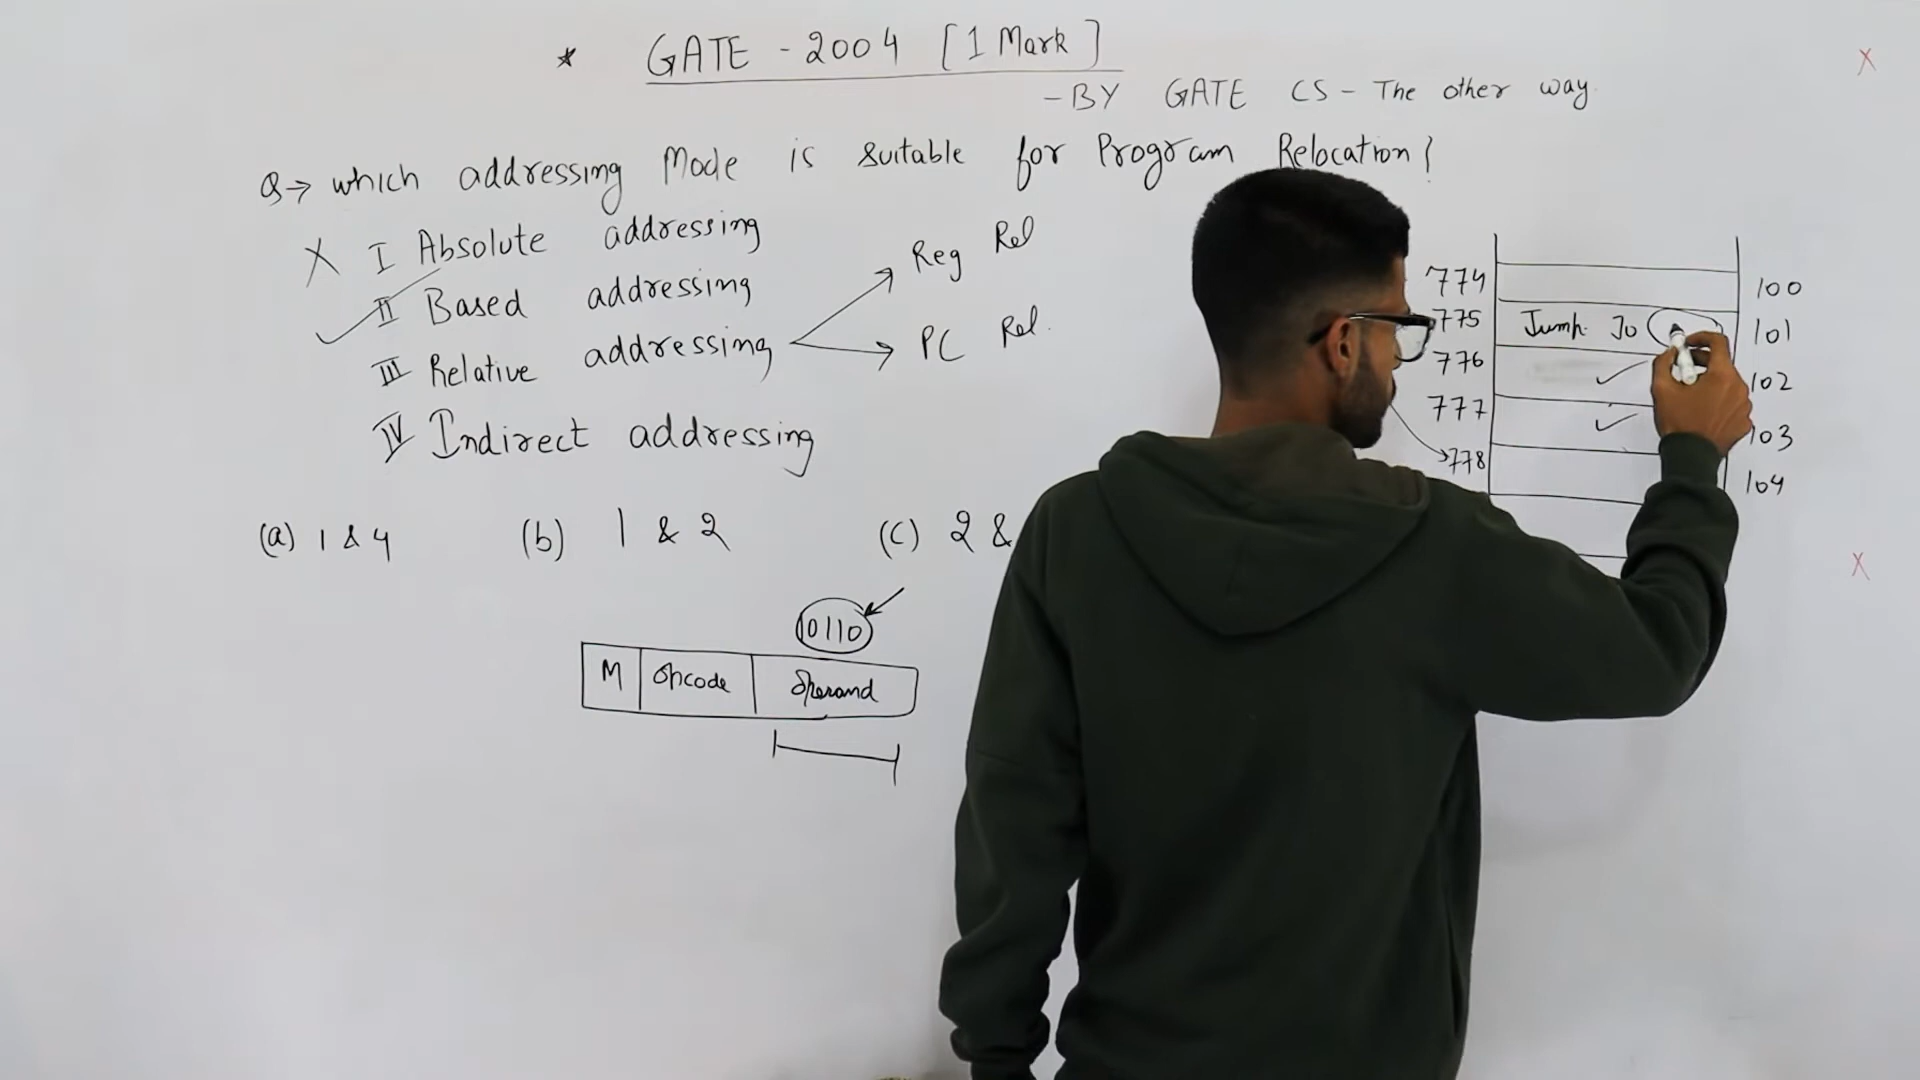 * GATE - 2004 [1 Mark]
- BY GATE CS - The other way
Q→ which addressing Mode is suitable for Program Relocation?
X I Absolute addressing
II Based addressing
III Relative addressing
IV Indirect addressing
Reg Rel
PC Rel.
(a) 1 & 4 (b) 1 & 2 (c) 2 &
10110
M Opcode Operand
774 100
775 Jump To 101
776 102
777 103
778 104
X
X